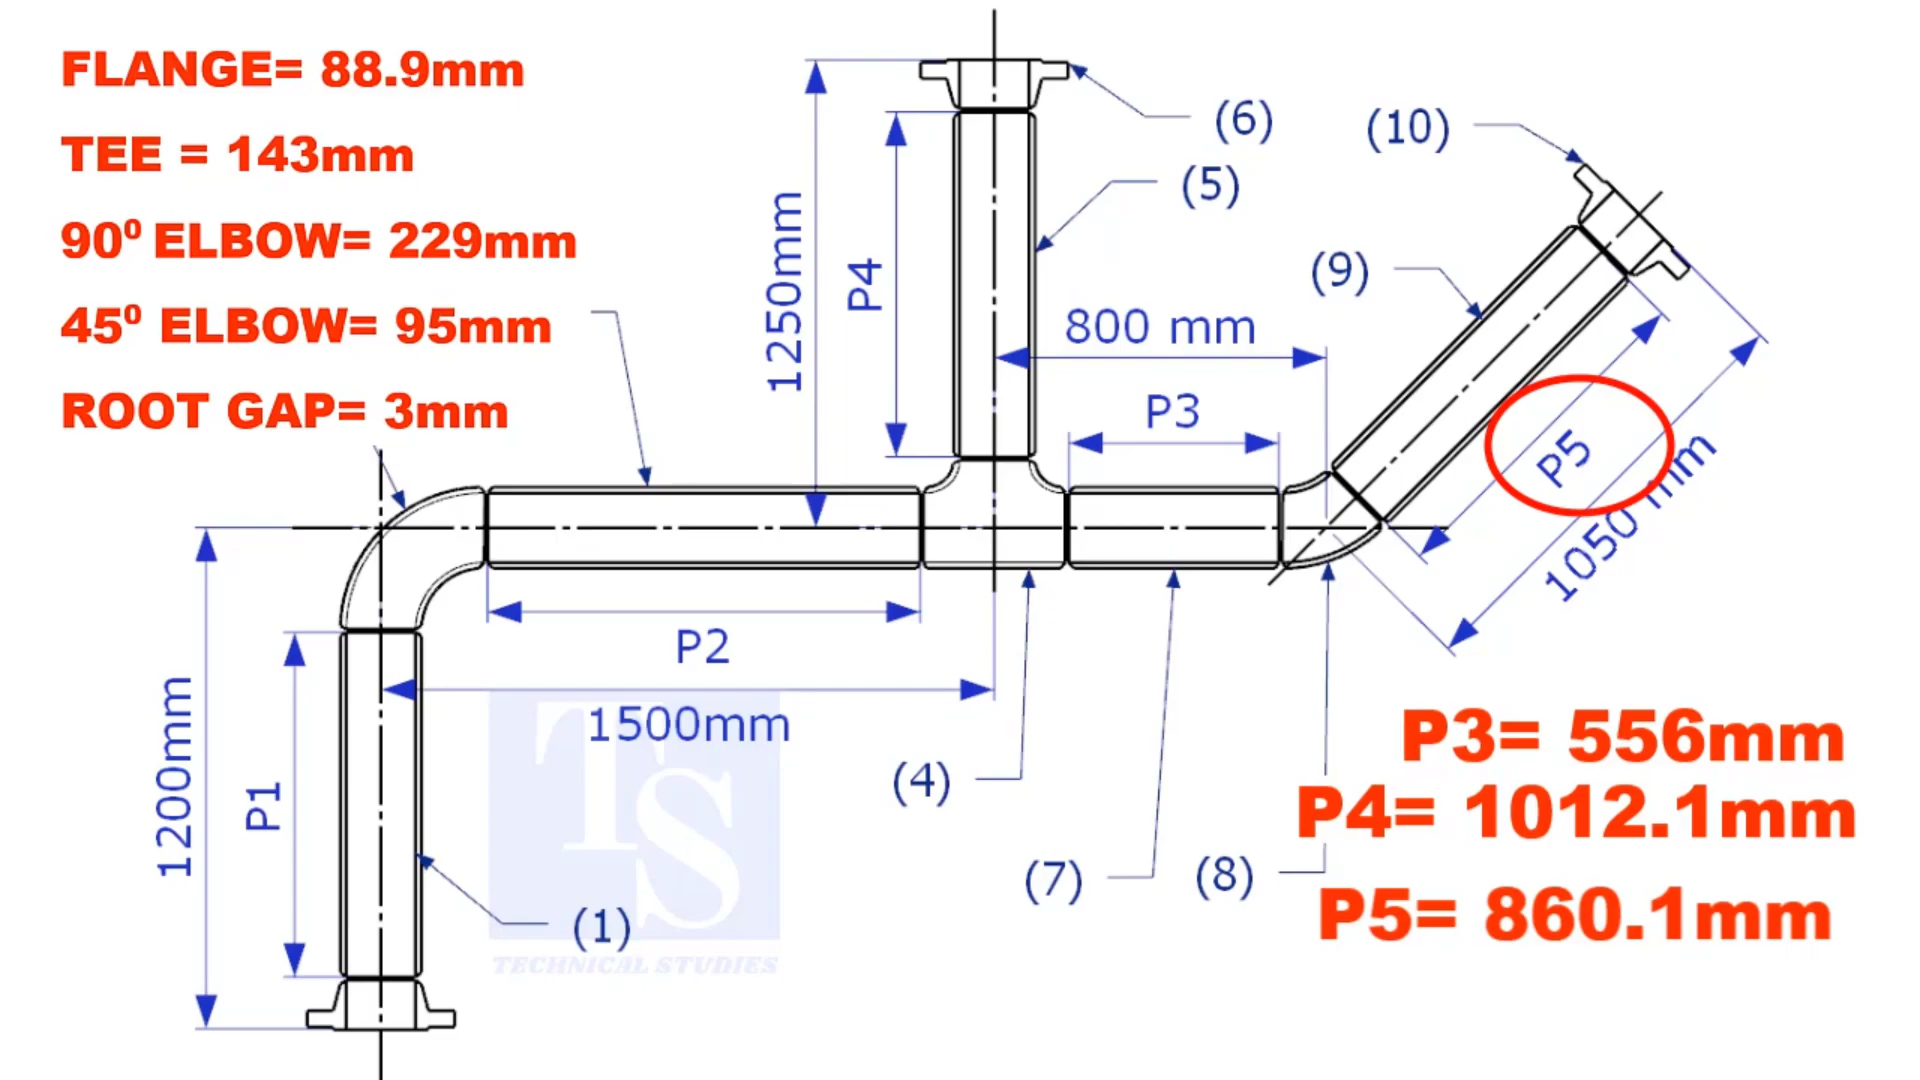 FLANGE= 88.9mm
TEE = 143mm
90⁰ ELBOW= 229mm
45⁰ ELBOW= 95mm
ROOT GAP= 3mm
(6)
(10)
(5)
1250mm
P4
(9)
800 mm
P3
P5
1050 mm
P2
1500mm
1200mm
P1
(4)
(7)
(8)
(1)
TS
TECHNICAL STUDIES
P3= 556mm
P4= 1012.1mm
P5= 860.1mm